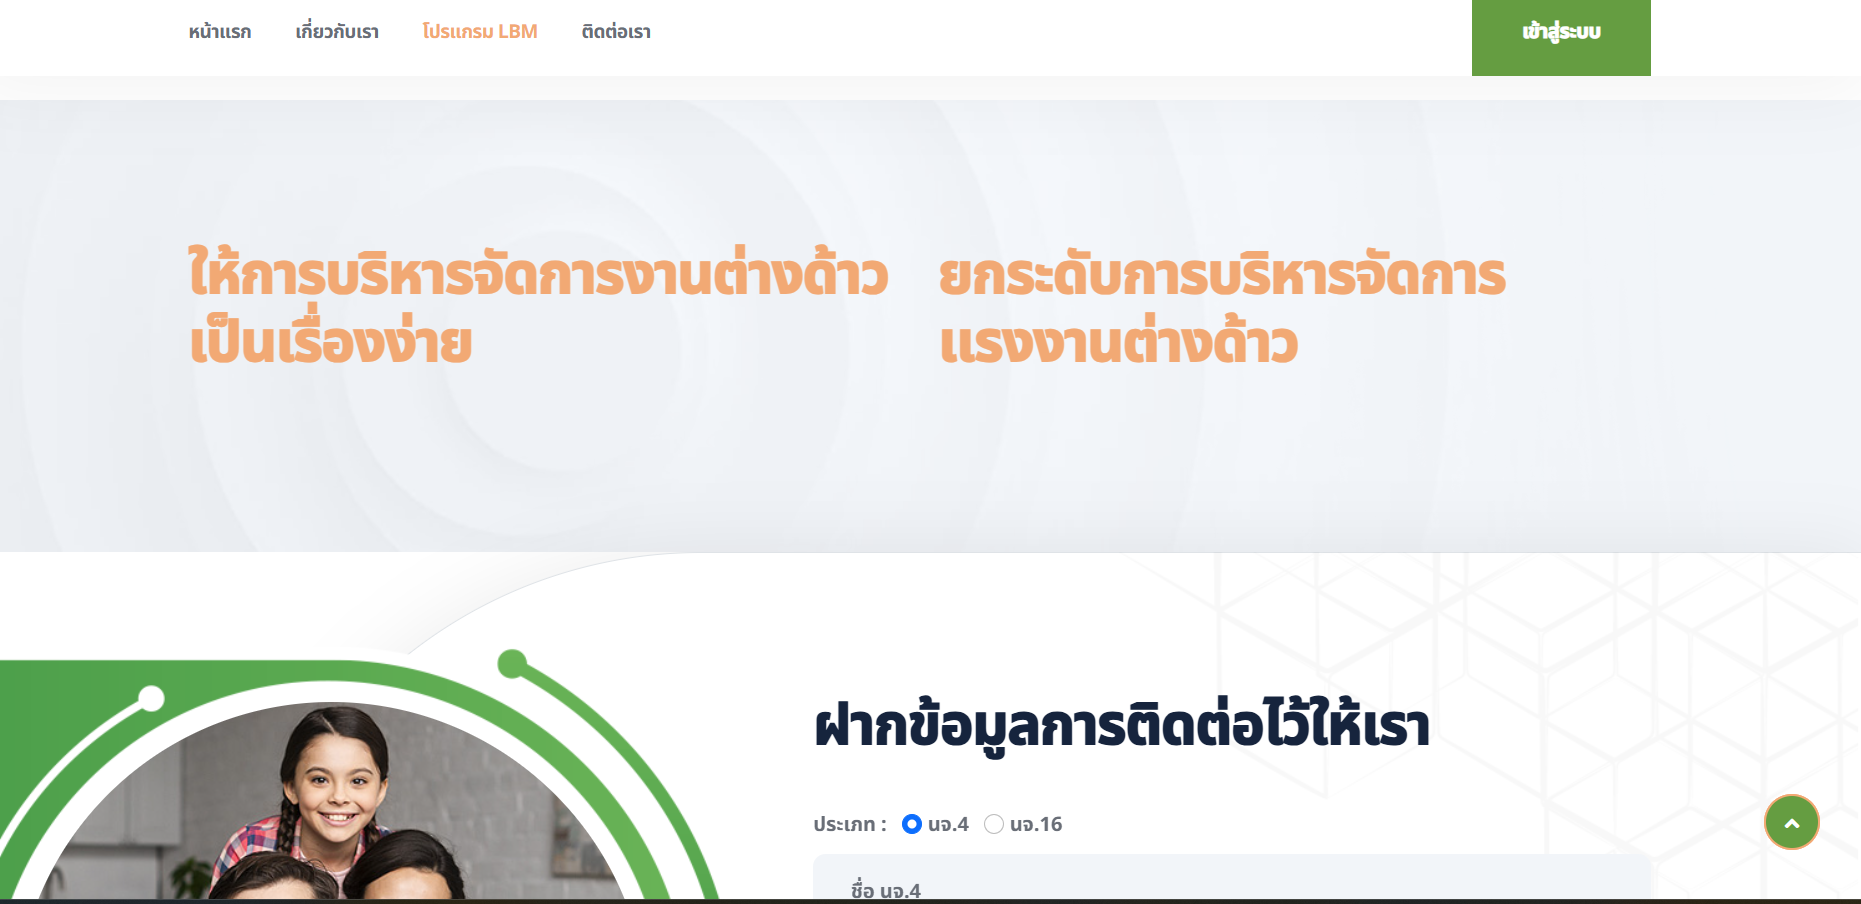 หน้าแรก เกี่ยวกับเรา โปรแกรม LBM ติดต่อเรา เข้าสู่ระบบ
ให้การบริหารจัดการงานต่างด้าว
เป็นเรื่องง่าย
ยกระดับการบริหารจัดการ
แรงงานต่างด้าว
ฝากข้อมูลการติดต่อไว้ให้เรา
ประเภท : นจ.4 นจ.16
ชื่อ นจ.4